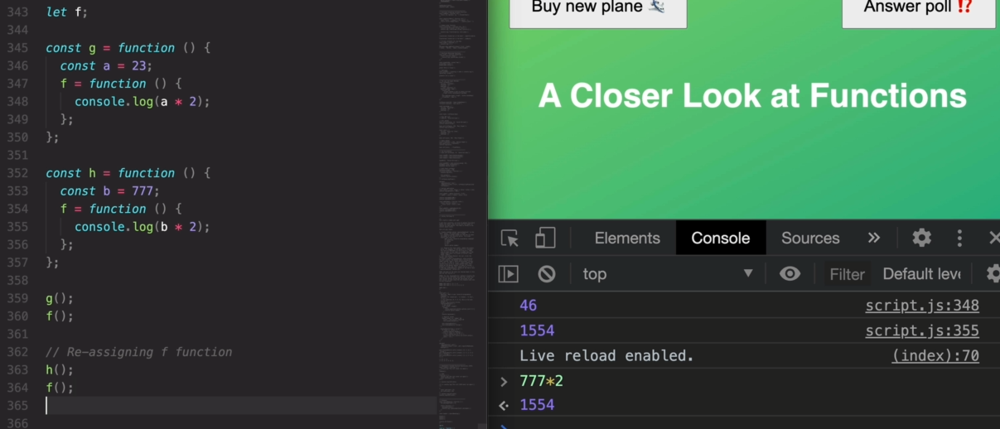 343 let f;
344
345 const g = function () {
346 const a = 23;
347 f = function () {
348 console.log(a * 2);
349 };
350 };
351
352 const h = function () {
353 const b = 777;
354 f = function () {
355 console.log(b * 2);
356 };
357 };
358
359 g();
360 f();
361
362 // Re-assigning f function
363 h();
364 f();
365
366
Buy new plane
Answer poll ⁉️
A Closer Look at Functions
Elements Console Sources »
top Filter Default leve
46 script.js:348
1554 script.js:355
Live reload enabled. (index):70
> 777*2
1554